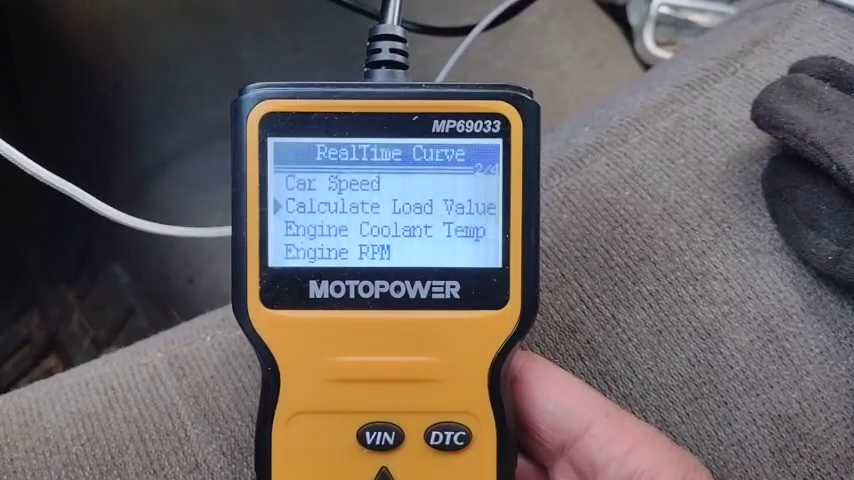 MP69033
RealTime Curve
2/4
Car Speed
Calculate Load Value
Engine Coolant Temp
Engine RPM
MOTOPOWER
VIN DTC